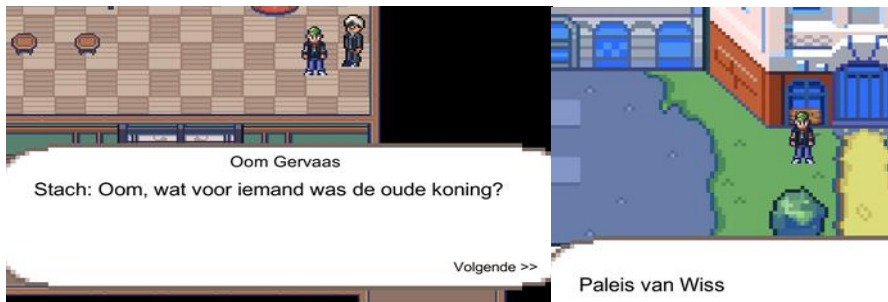 Oom Gervaas
Stach: Oom, wat voor iemand was de oude koning?
Volgende >>
Paleis van Wiss